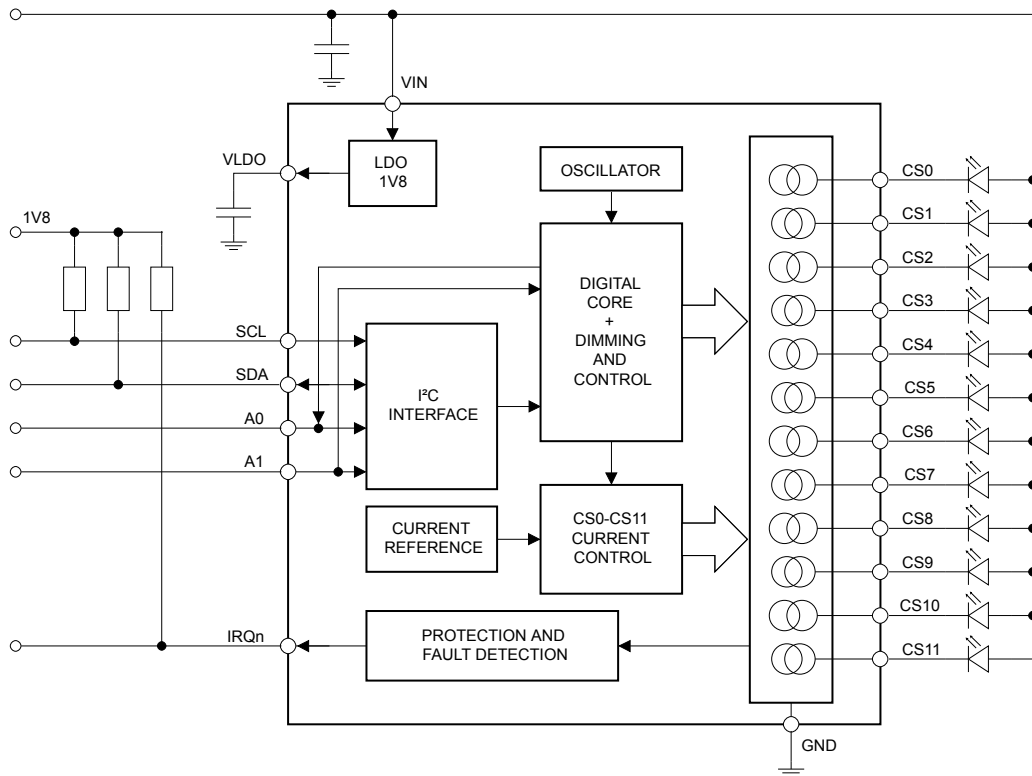 VIN
VLDO
LDO
1V8
OSCILLATOR
1V8
DIGITAL
CORE
+
DIMMING
AND
CONTROL
SCL
SDA
A0
A1
I²C
INTERFACE
CURRENT
REFERENCE
CS0-CS11
CURRENT
CONTROL
IRQn
PROTECTION AND
FAULT DETECTION
CS0
CS1
CS2
CS3
CS4
CS5
CS6
CS7
CS8
CS9
CS10
CS11
GND